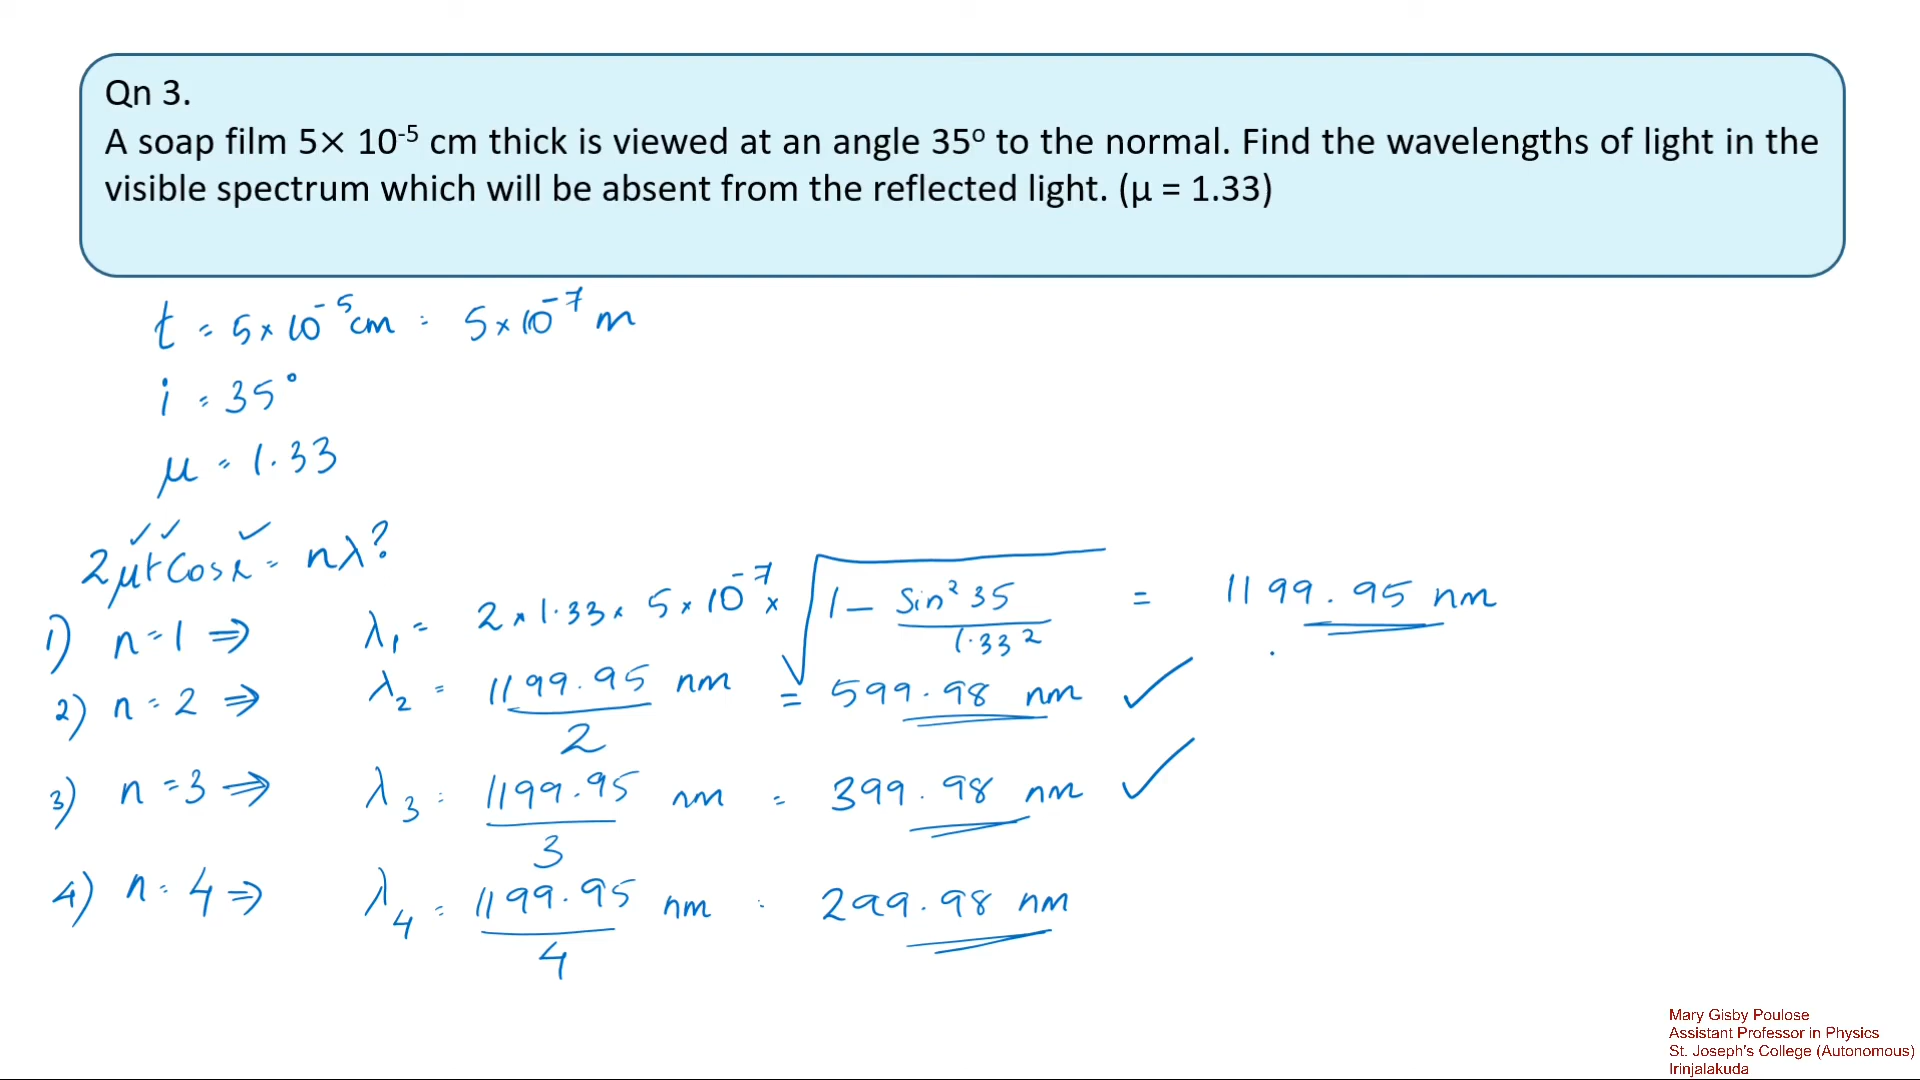 Qn 3.
A soap film 5× 10⁻⁵ cm thick is viewed at an angle 35º to the normal. Find the wavelengths of light in the
visible spectrum which will be absent from the reflected light. (μ = 1.33)
t = 5×10⁻⁵ cm = 5×10⁻⁷ m
i = 35°
μ = 1.33
2μt Cos r = nλ?
1) n=1 ⇒ λ₁ = 2×1.33×5×10⁻⁷ × √(1 − Sin²35/1.33²) = 1199.95 nm
2) n=2 ⇒ λ₂ = 1199.95/2 nm = 599.98 nm ✓
3) n=3 ⇒ λ₃ = 1199.95/3 nm = 399.98 nm ✓
4) n=4 ⇒ λ₄ = 1199.95/4 nm = 299.98 nm
Mary Gisby Poulose
Assistant Professor in Physics
St. Joseph's College (Autonomous)
Irinjalakuda